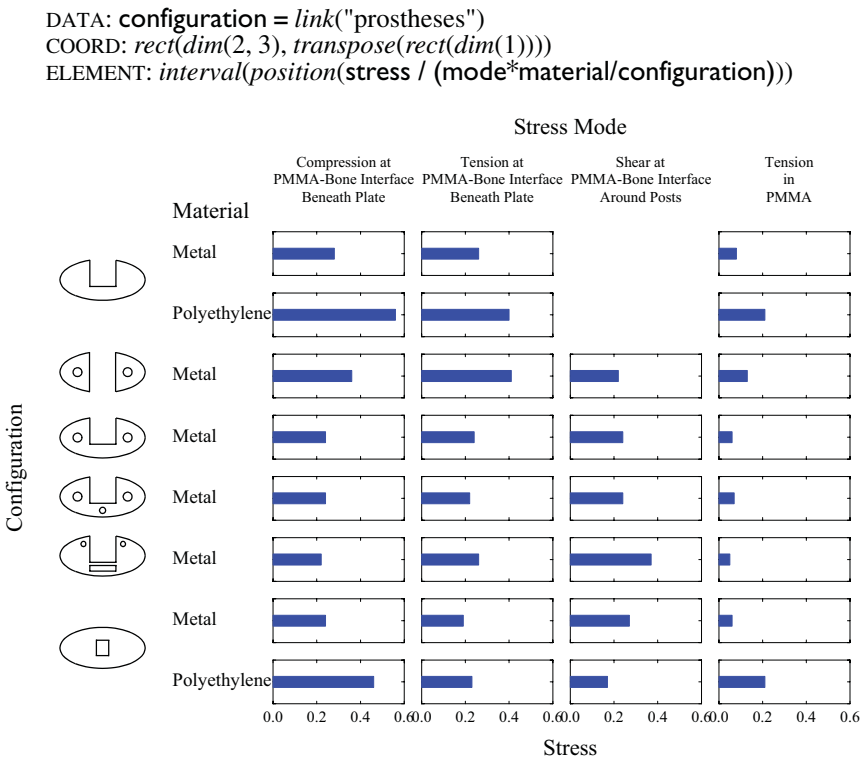 DATA: configuration = link("prostheses")
COORD: rect(dim(2, 3), transpose(rect(dim(1))))
ELEMENT: interval(position(stress / (mode*material/configuration)))
Stress Mode
Compression at
PMMA-Bone Interface
Beneath Plate
Tension at
PMMA-Bone Interface
Beneath Plate
Shear at
PMMA-Bone Interface
Around Posts
Tension
in
PMMA
Material
Metal
Polyethylene
Metal
Metal
Metal
Metal
Metal
Polyethylene
Configuration
0.0 0.2 0.4 0.6 0.0 0.2 0.4 0.6 0.0 0.2 0.4 0.6 0.0 0.2 0.4 0.6
Stress